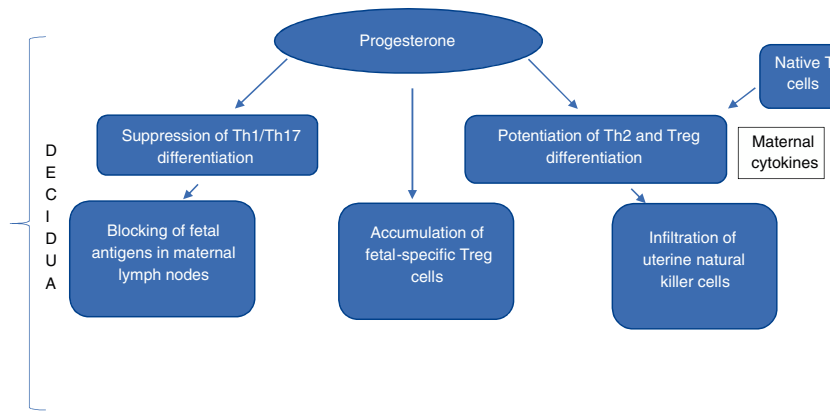 Progesterone
Native T
cells
Suppression of Th1/Th17
differentiation
Potentiation of Th2 and Treg
differentiation
Maternal
cytokines
DECIDUA
Blocking of fetal
antigens in maternal
lymph nodes
Accumulation of
fetal-specific Treg
cells
Infiltration of
uterine natural
killer cells